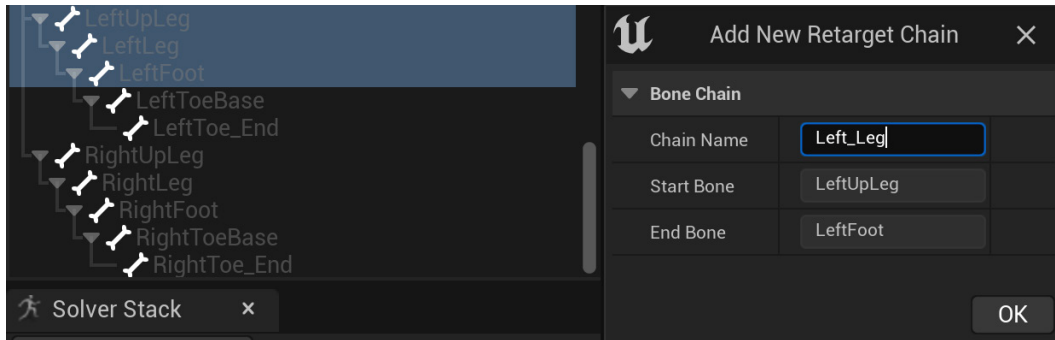 LeftUpLeg
LeftLeg
LeftFoot
LeftToeBase
LeftToe_End
RightUpLeg
RightLeg
RightFoot
RightToeBase
RightToe_End
Solver Stack ×
Add New Retarget Chain
Bone Chain
Chain Name Left_Leg
Start Bone LeftUpLeg
End Bone LeftFoot
OK